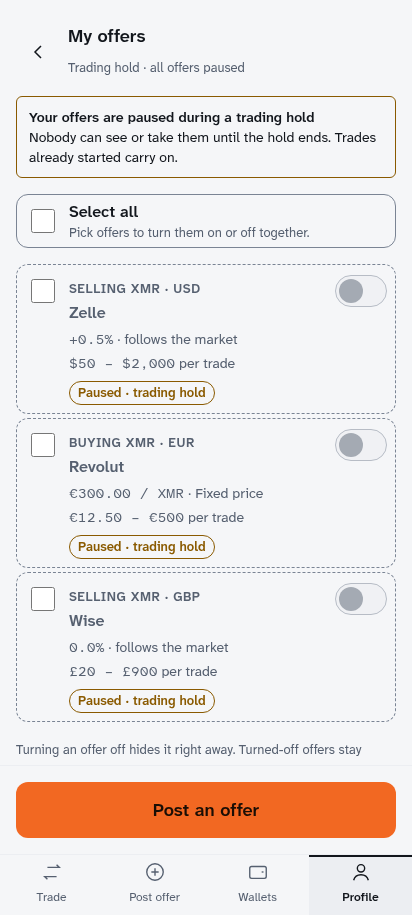 My offers
Trading hold · all offers paused
Your offers are paused during a trading hold
Nobody can see or take them until the hold ends. Trades
already started carry on.
Select all
Pick offers to turn them on or off together.
SELLING XMR · USD
Zelle
+0.5% · follows the market
$50 – $2,000 per trade
Paused · trading hold
BUYING XMR · EUR
Revolut
€300.00 / XMR · Fixed price
€12.50 – €500 per trade
Paused · trading hold
SELLING XMR · GBP
Wise
0.0% · follows the market
£20 – £900 per trade
Paused · trading hold
Turning an offer off hides it right away. Turned-off offers stay
Post an offer
Trade
Post offer
Wallets
Profile